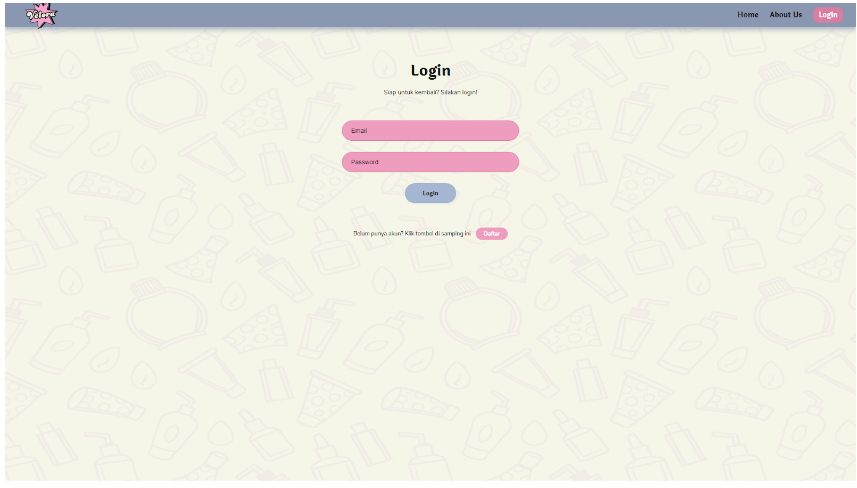 Velora
Home About Us Login
Login
Siap untuk kembali? Silakan login!
Email
Password
Login
Belum punya akun? Klik tombol di samping ini Daftar